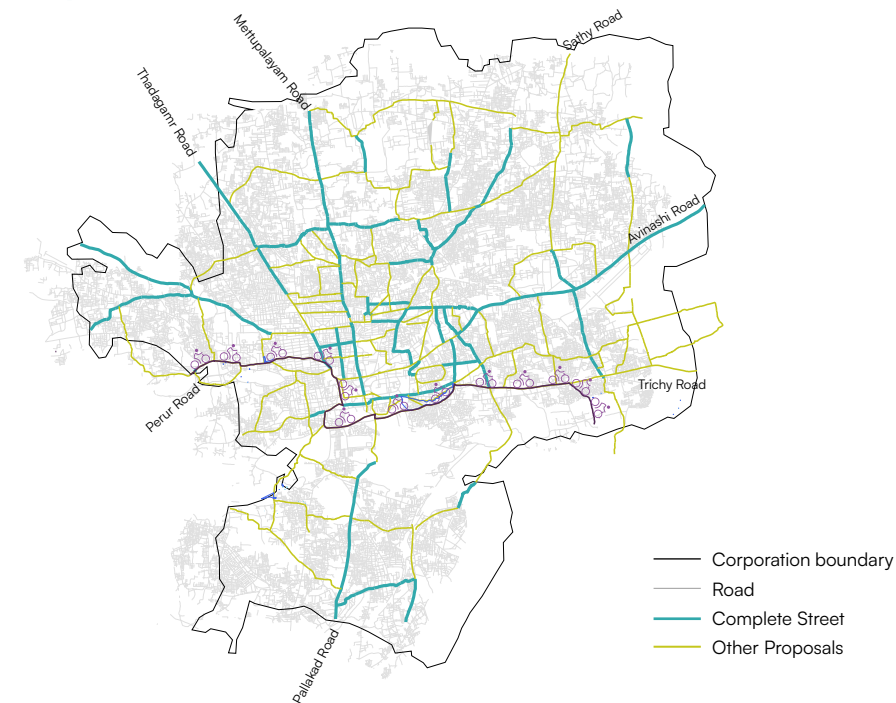 Sathy Road
Mettupalayam Road
Thadagamr Road
Avinashi Road
Trichy Road
Perur Road
Pallakad Road
Corporation boundary
Road
Complete Street
Other Proposals